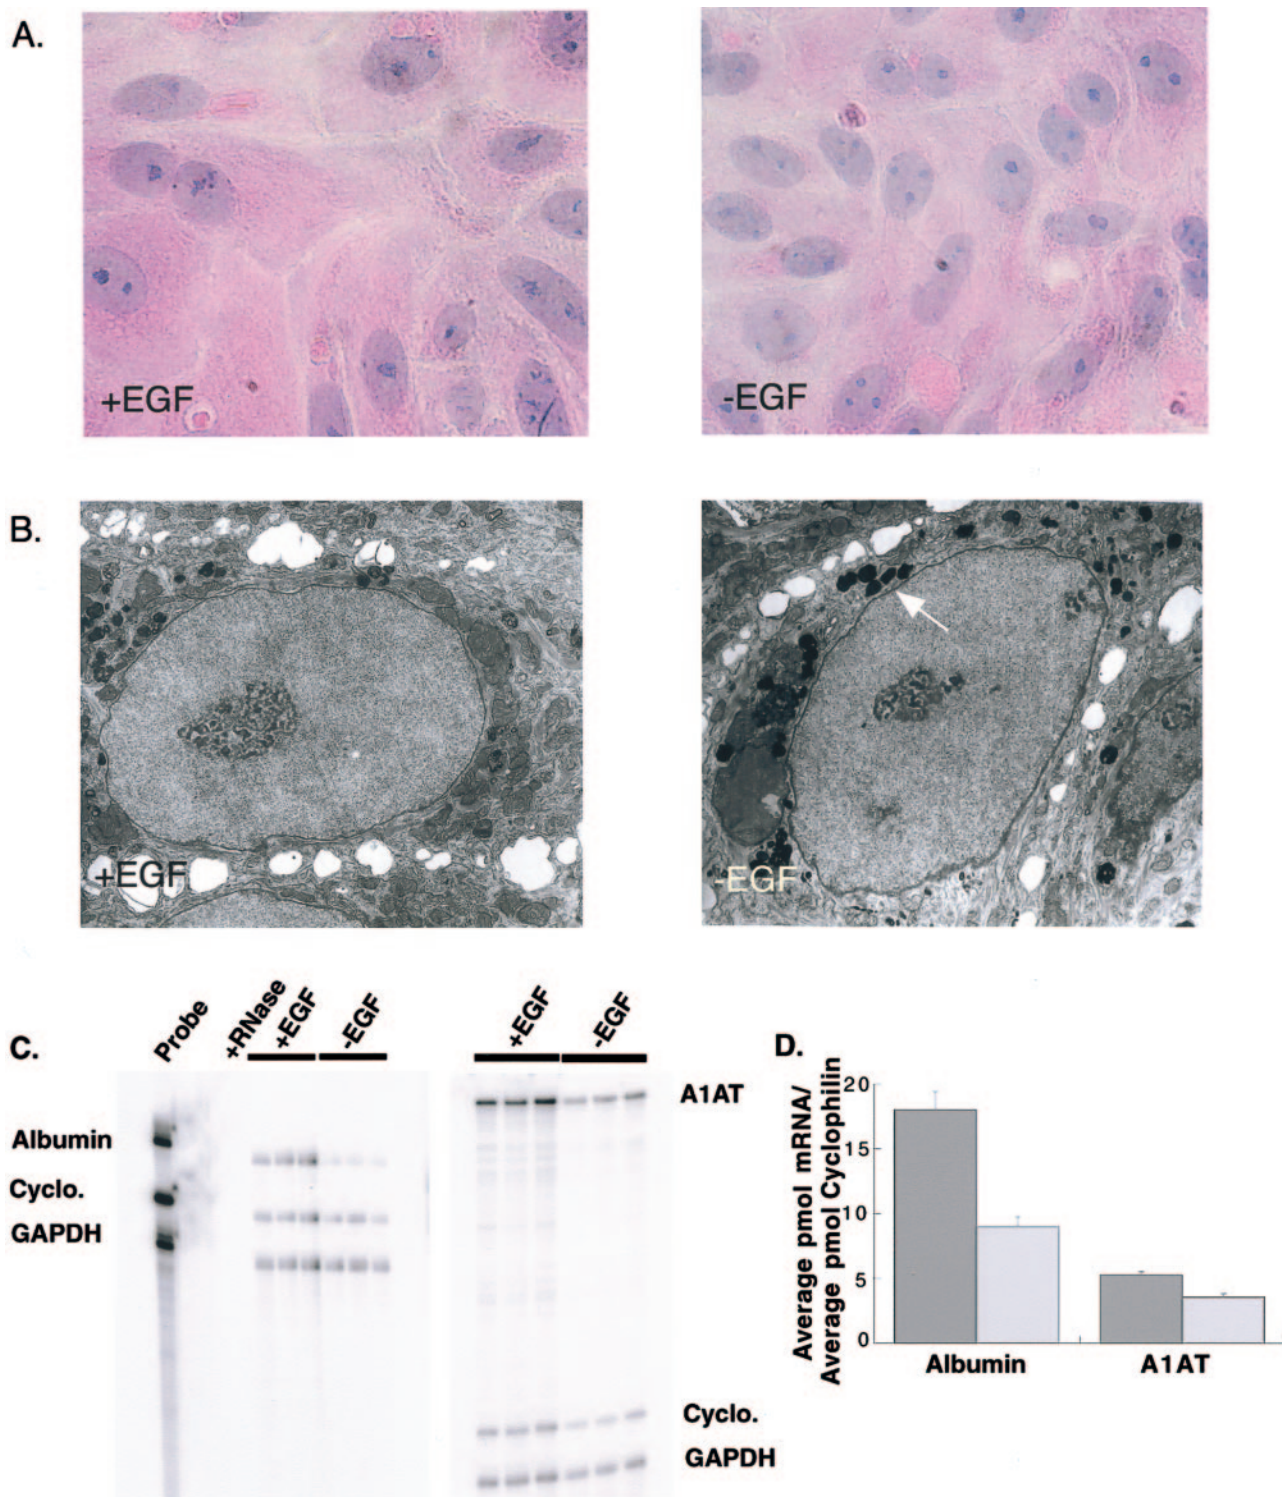 A.
+EGF
-EGF
B.
+EGF
-EGF
C.
Probe
+RNase
+EGF
-EGF
Albumin
Cyclo.
GAPDH
+EGF
-EGF
A1AT
Cyclo.
GAPDH
D.
Average pmol mRNA/
Average pmol Cyclophilin
20
15
10
5
0
Albumin
A1AT